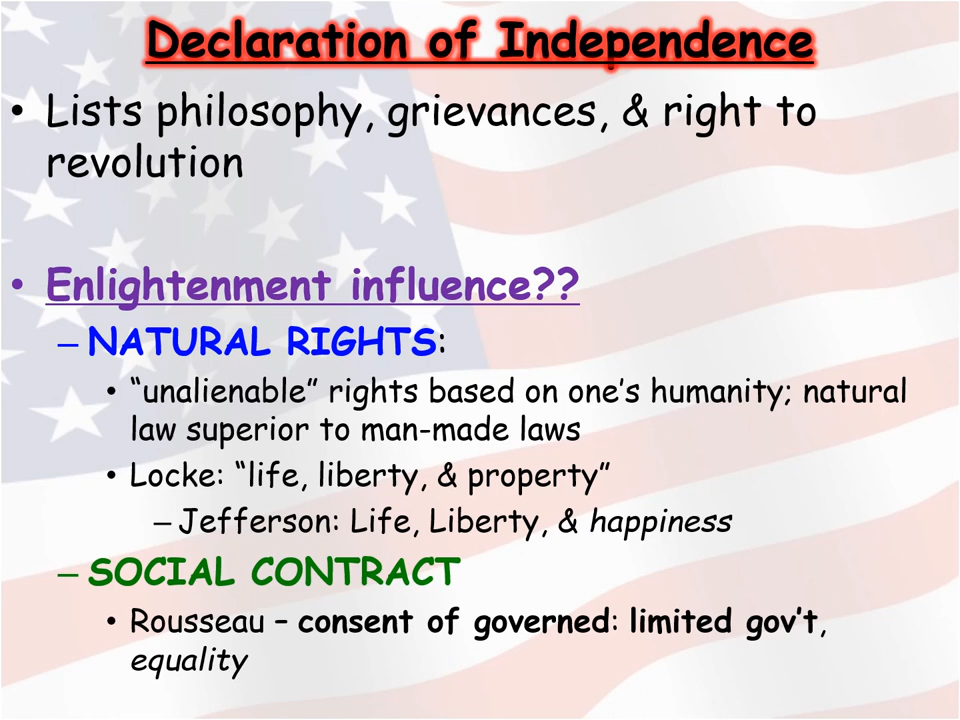 Declaration of Independence
• Lists philosophy, grievances, & right to
revolution
• Enlightenment influence??
– NATURAL RIGHTS:
• “unalienable” rights based on one’s humanity; natural
law superior to man-made laws
• Locke: “life, liberty, & property”
– Jefferson: Life, Liberty, & happiness
– SOCIAL CONTRACT
• Rousseau – consent of governed: limited gov’t,
equality